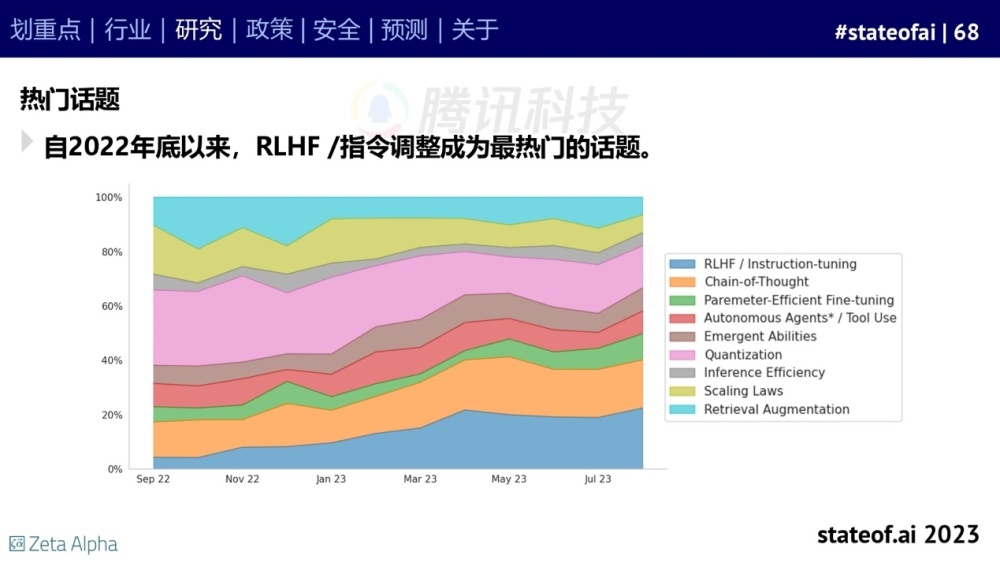 划重点 | 行业 | 研究 | 政策 | 安全 | 预测 | 关于
#stateofai | 68
腾讯科技
热门话题
自2022年底以来，RLHF /指令调整成为最热门的话题。
100%
80%
60%
40%
20%
0%
Sep 22
Nov 22
Jan 23
Mar 23
May 23
Jul 23
RLHF / Instruction-tuning
Chain-of-Thought
Paremeter-Efficient Fine-tuning
Autonomous Agents* / Tool Use
Emergent Abilities
Quantization
Inference Efficiency
Scaling Laws
Retrieval Augmentation
Zeta Alpha
stateof.ai 2023